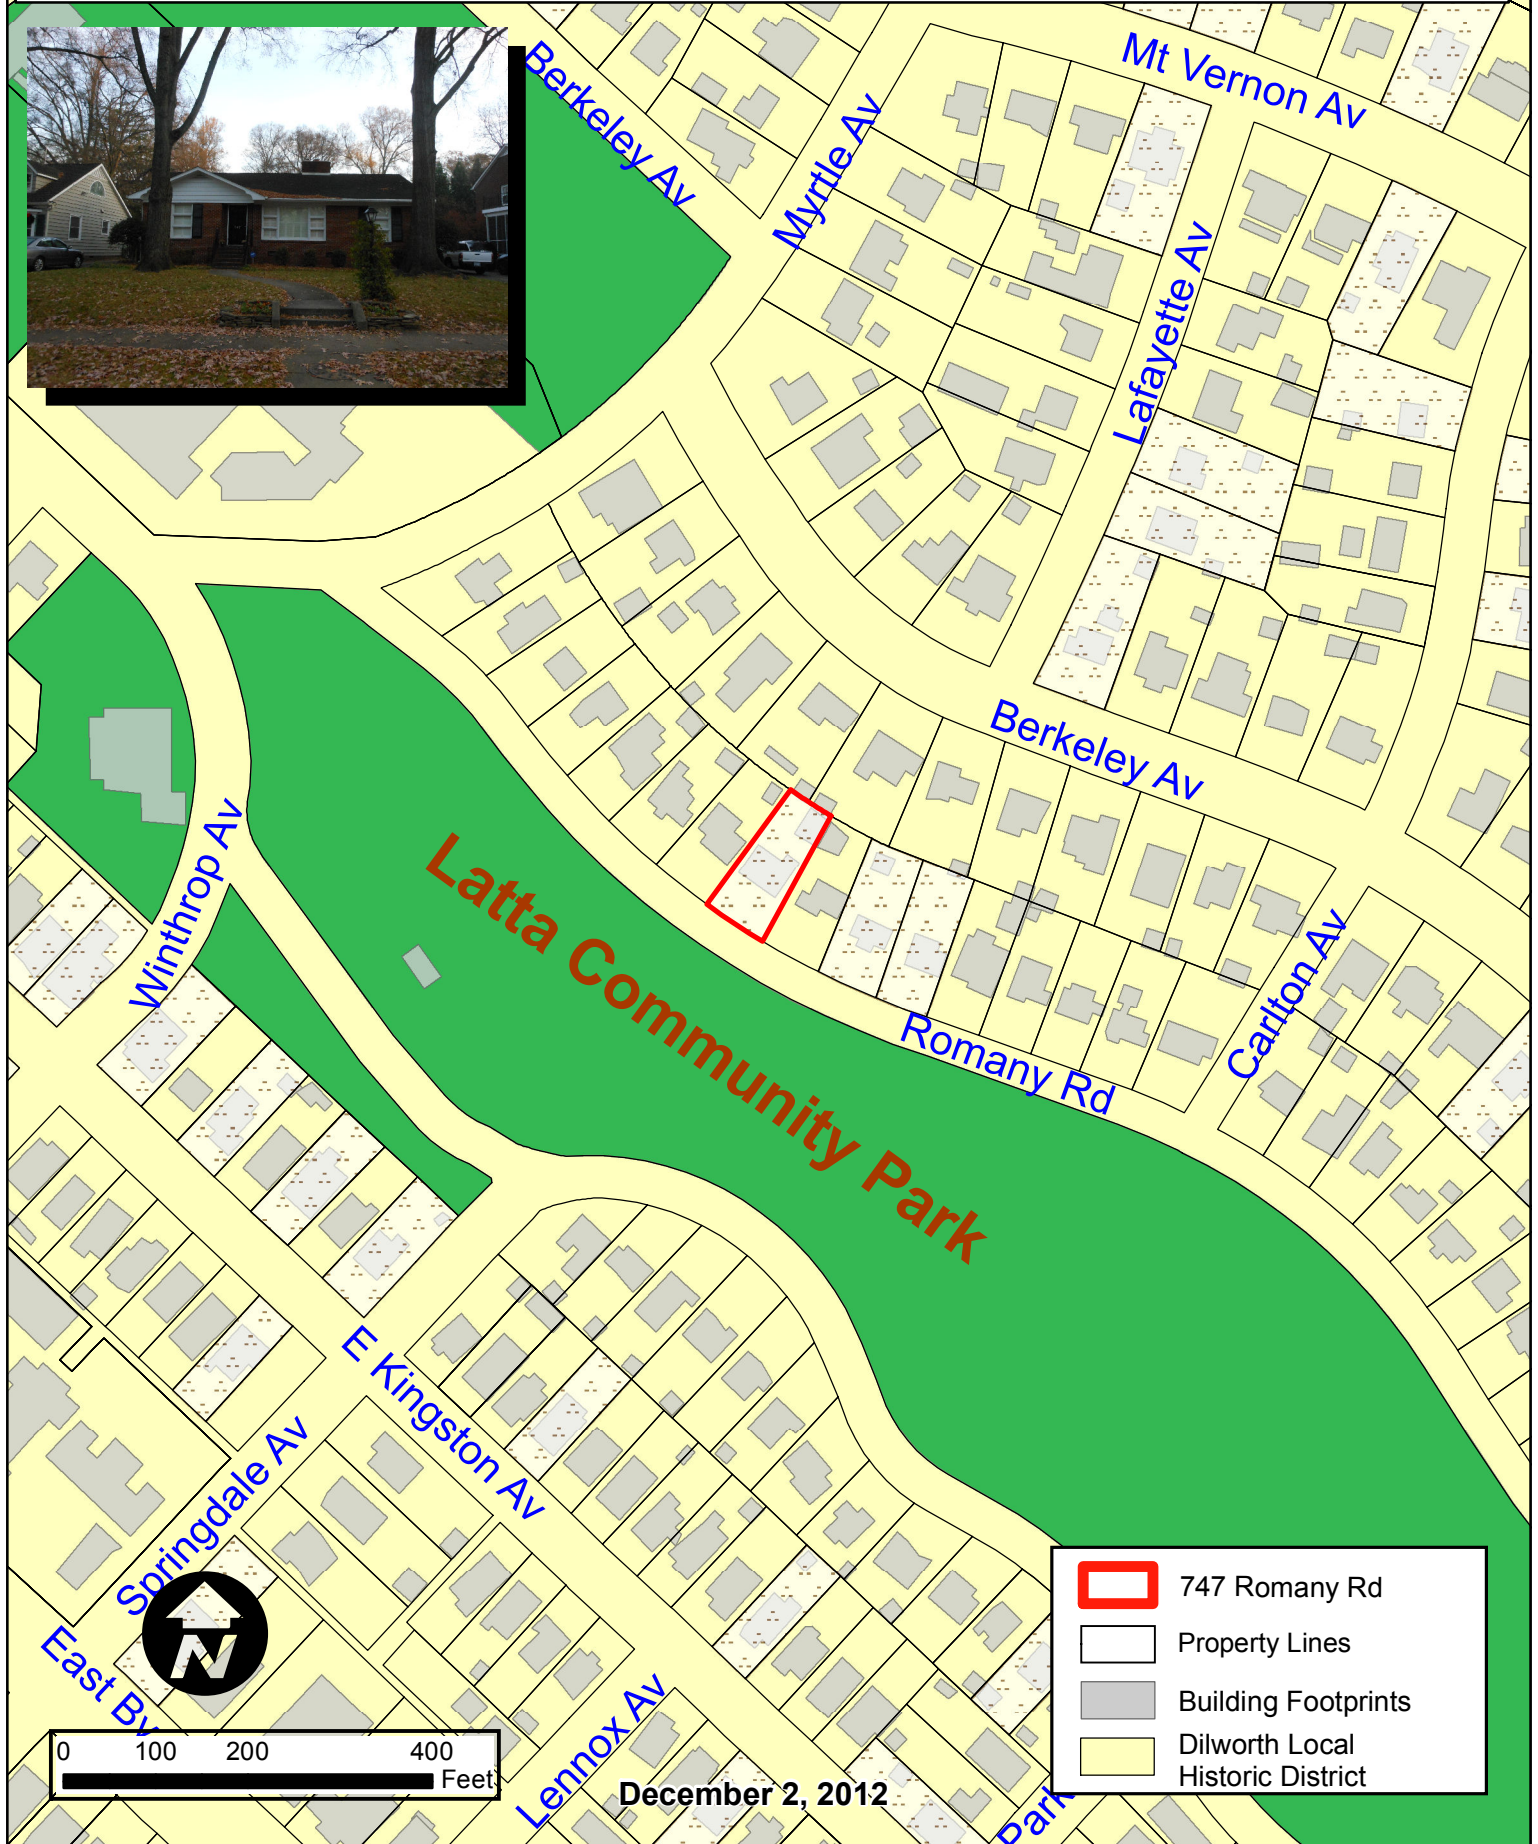 Berkeley Av
Mt Vernon Av
Myrtle Av
Lafayette Av
Berkeley Av
Winthrop Av
Latta Community Park
Carlton Av
Romany Rd
E Kingston Av
Springdale Av
East Bv
Lennox Av
Park
N
0 100 200 400
Feet
December 2, 2012
747 Romany Rd
Property Lines
Building Footprints
Dilworth Local
Historic District